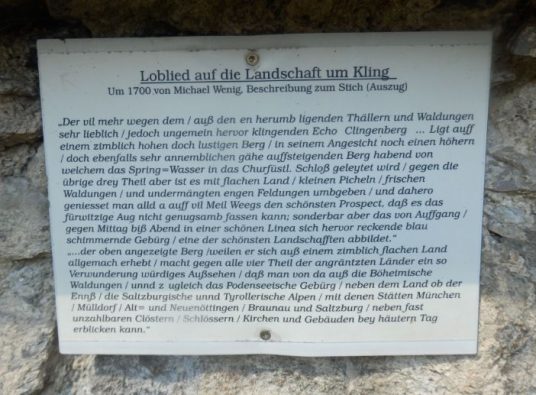 Loblied auf die Landschaft um Kling
Um 1700 von Michael Wenig, Beschreibung zum Stich (Auszug)
„Der vil mehr wegen dem / auß den en herumb ligenden Thällern und Waldungen
sehr lieblich / jedoch ungemein hervor klingenden Echo Clingenberg ... Ligt auff
einem zimblich hohen doch lustigen Berg / in seinem Angesicht noch einen höhern
/ doch ebenfalls sehr annemblichen gähe auffsteigenden Berg habend von
welchem das Spring=Wasser in das Churfüstl. Schloß geleytet wird / gegen die
übrige drey Theil aber ist es mit flachen Land / kleinen Picheln / frischen
Waldungen / und undermängten engen Feldungen umbgeben / und dahero
geniesset man alld a auff vil Meil Weegs den schönsten Prospect, daß es das
fürwitzige Aug nicht genugsamb fassen kann; sonderbar aber das von Auffgang /
gegen Mittag biß Abend in einer schönen Linea sich hervor reckende blau
schimmernde Gebürg / eine der schönsten Landschafften abbildet."
„....der oben angezeigte Berg /weilen er sich auß einem zimblich flachen Land
allgemach erhebt / macht gegen alle vier Theil der angräntzten Länder ein so
Verwunderung würdiges Außsehen / daß man von da auß die Böheimische
Waldungen / unnd z ugleich das Podenseeische Gebürg / neben dem Land ob der
Ennß / die Saltzburgische unnd Tyrollerische Alpen / mit denen Stätten München
/ Mülldorf / Alt= und Neuenöttingen / Braunau und Saltzburg / neben fast
unzahlbaren Clöstern / Schlössern / Kirchen und Gebäuden bey häutern Tag
erblicken kann."